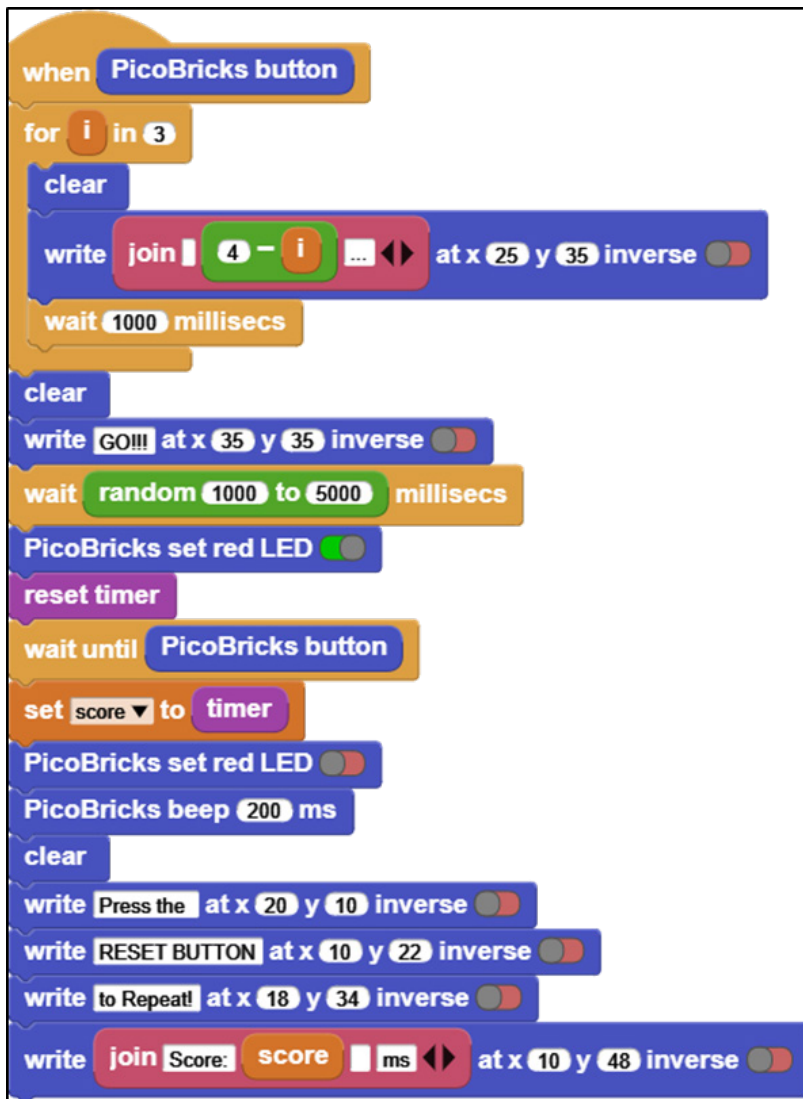 when PicoBricks button
for i in 3
clear
write join 4 − i ... at x 25 y 35 inverse
wait 1000 millisecs
clear
write GO!!! at x 35 y 35 inverse
wait random 1000 to 5000 millisecs
PicoBricks set red LED
reset timer
wait until PicoBricks button
set score to timer
PicoBricks set red LED
PicoBricks beep 200 ms
clear
write Press the at x 20 y 10 inverse
write RESET BUTTON at x 10 y 22 inverse
write to Repeat! at x 18 y 34 inverse
write join Score: score ms at x 10 y 48 inverse